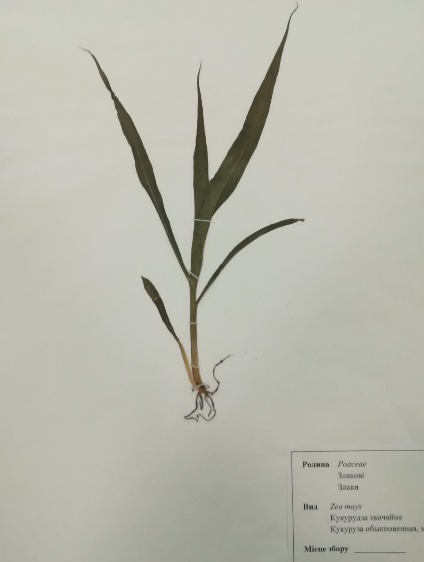 Родина Poaceae
Злакові
Злаки
Вид Zea mays
Кукурудза звичайна
Кукуруза обыкновенная, м
Місце збору